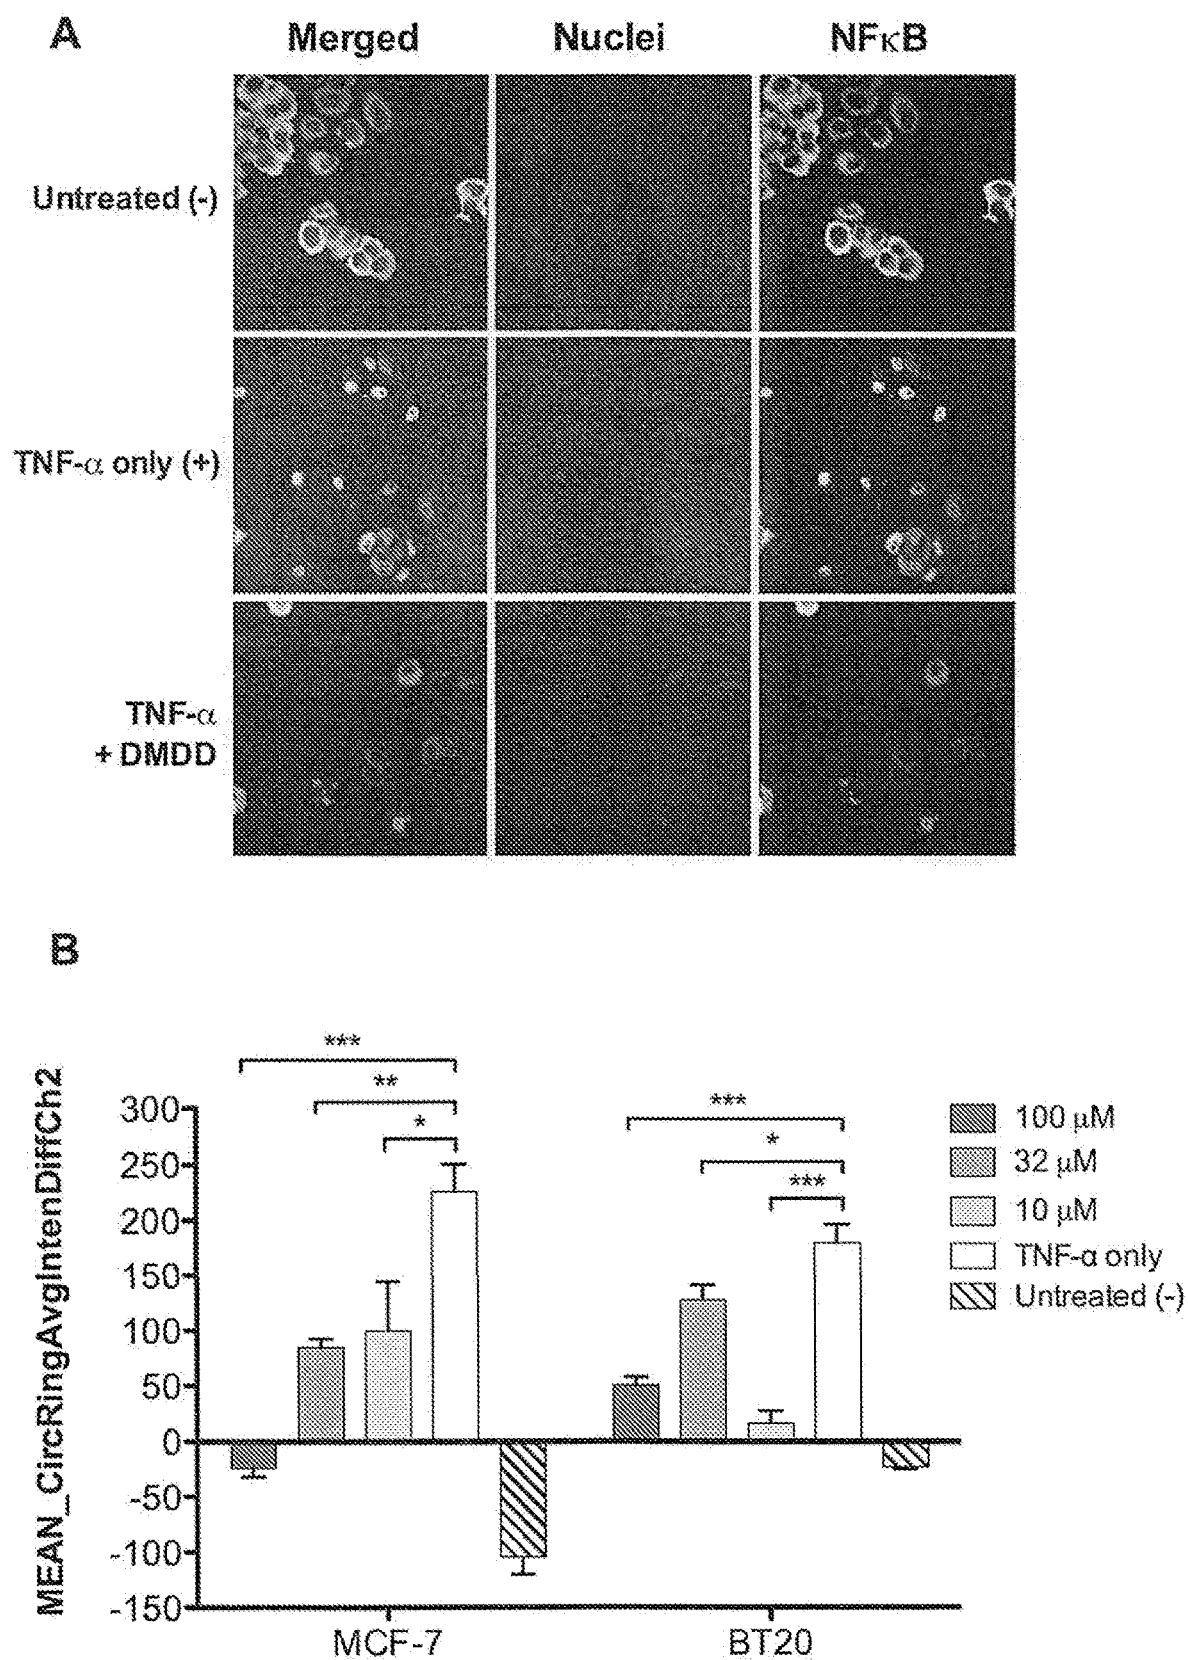 A
Merged Nuclei NFκB
Untreated (-)
TNF-α only (+)
TNF-α
+ DMDD
B
MEAN_CircRingAvgIntenDiffCh2
300
250
200
150
100
50
0
-50
-100
-150
***
**
*
***
*
***
100 μM
32 μM
10 μM
TNF-α only
Untreated (-)
MCF-7 BT20